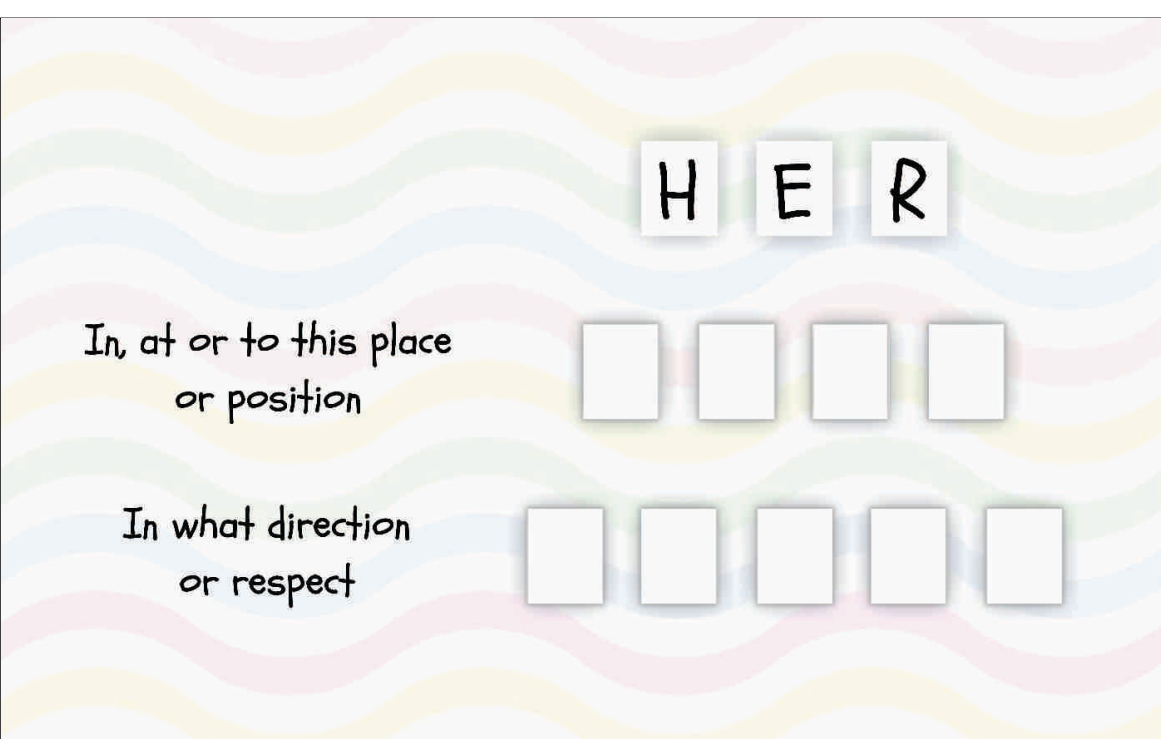 H E R
In, at or to this place
or position
In what direction
or respect